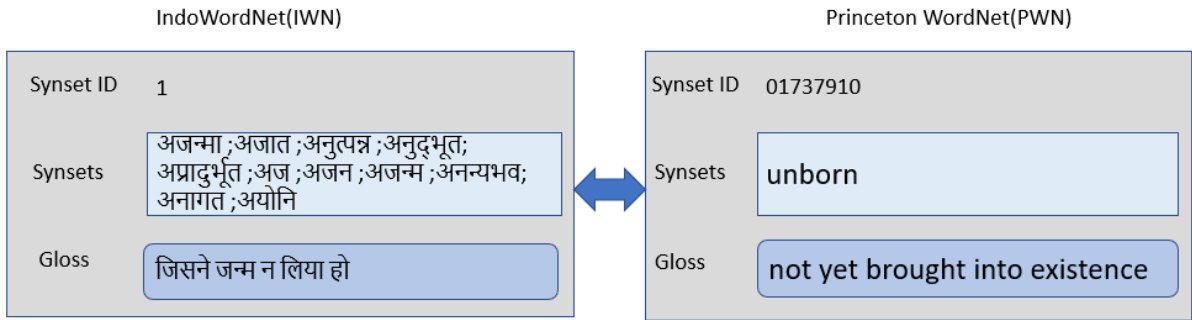 IndoWordNet(IWN)
Princeton WordNet(PWN)
Synset ID 1
Synsets अजन्मा ;अजात ;अनुत्पन्न ;अनुद्भूत;
अप्रादुर्भूत ;अज ;अजन ;अजन्म ;अनन्यभव;
अनागत ;अयोनि
Gloss जिसने जन्म न लिया हो
Synset ID 01737910
Synsets unborn
Gloss not yet brought into existence